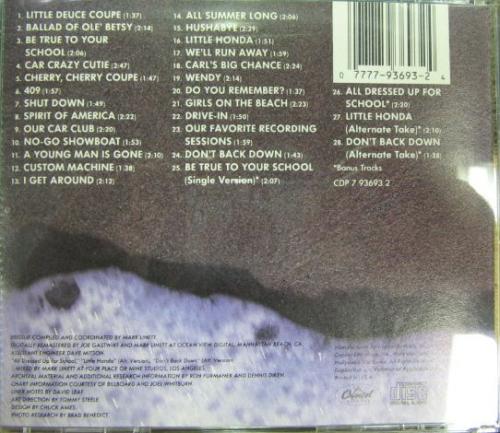 1. LITTLE DEUCE COUPE (1:37)
2. BALLAD OF OLE' BETSY (2:14)
3. BE TRUE TO YOUR
SCHOOL (2:06)
4. CAR CRAZY CUTIE (2:46)
5. CHERRY, CHERRY COUPE (1:47)
6. 409 (1:57)
7. SHUT DOWN (1:49)
8. SPIRIT OF AMERICA (2:22)
9. OUR CAR CLUB (2:20)
10. NO-GO SHOWBOAT (1:53)
11. A YOUNG MAN IS GONE (2:10)
12. CUSTOM MACHINE (1:38)
13. I GET AROUND (2:12)
14. ALL SUMMER LONG (2:06)
15. HUSHABYE (2:39)
16. LITTLE HONDA (1:51)
17. WE'LL RUN AWAY (1:59)
18. CARL'S BIG CHANCE (2:24)
19. WENDY (2:14)
20. DO YOU REMEMBER? (1:37)
21. GIRLS ON THE BEACH (2:23)
22. DRIVE-IN (1:50)
23. OUR FAVORITE RECORDING
SESSIONS (1:59)
24. DON'T BACK DOWN (1:43)
25. BE TRUE TO YOUR SCHOOL
(Single Version)* (2:07)
0 7777-93693-2 4
26. ALL DRESSED UP FOR
SCHOOL* (2:20)
27. LITTLE HONDA
(Alternate Take)* (2:10)
28. DON'T BACK DOWN
(Alternate Take)* (1:38)
*Bonus Tracks
CDP 7 93693 2
REISSUE COMPILED AND COORDINATED BY MARK LINETT
DIGITALLY REMASTERED BY JOE GASTWIRT AND MARK LINETT AT OCEAN VIEW DIGITAL, MANHATTAN BEACH, CA
ASSISTANT ENGINEER DAVE MITSON
"All Dressed Up for School," "Little Honda" (Alt. Version), "Don't Back Down," (Alt. Version)
MIXED BY MARK LINETT AT YOUR PLACE OR MINE STUDIOS, LOS ANGELES
ARCHIVAL MATERIAL AND ADDITIONAL RESEARCH INFORMATION BY RON FURMANEK AND DENNIS DIKEN
CHART INFORMATION COURTESY OF BILLBOARD AND JOEL WHITBURN
LINER NOTES BY DAVID LEAF
ART DIRECTION BY TOMMY STEELE
DESIGN BY CHUCK AMES
PHOTO RESEARCH BY BRAD BENEDICT
Capitol
COMPACT
disc
DIGITAL AUDIO